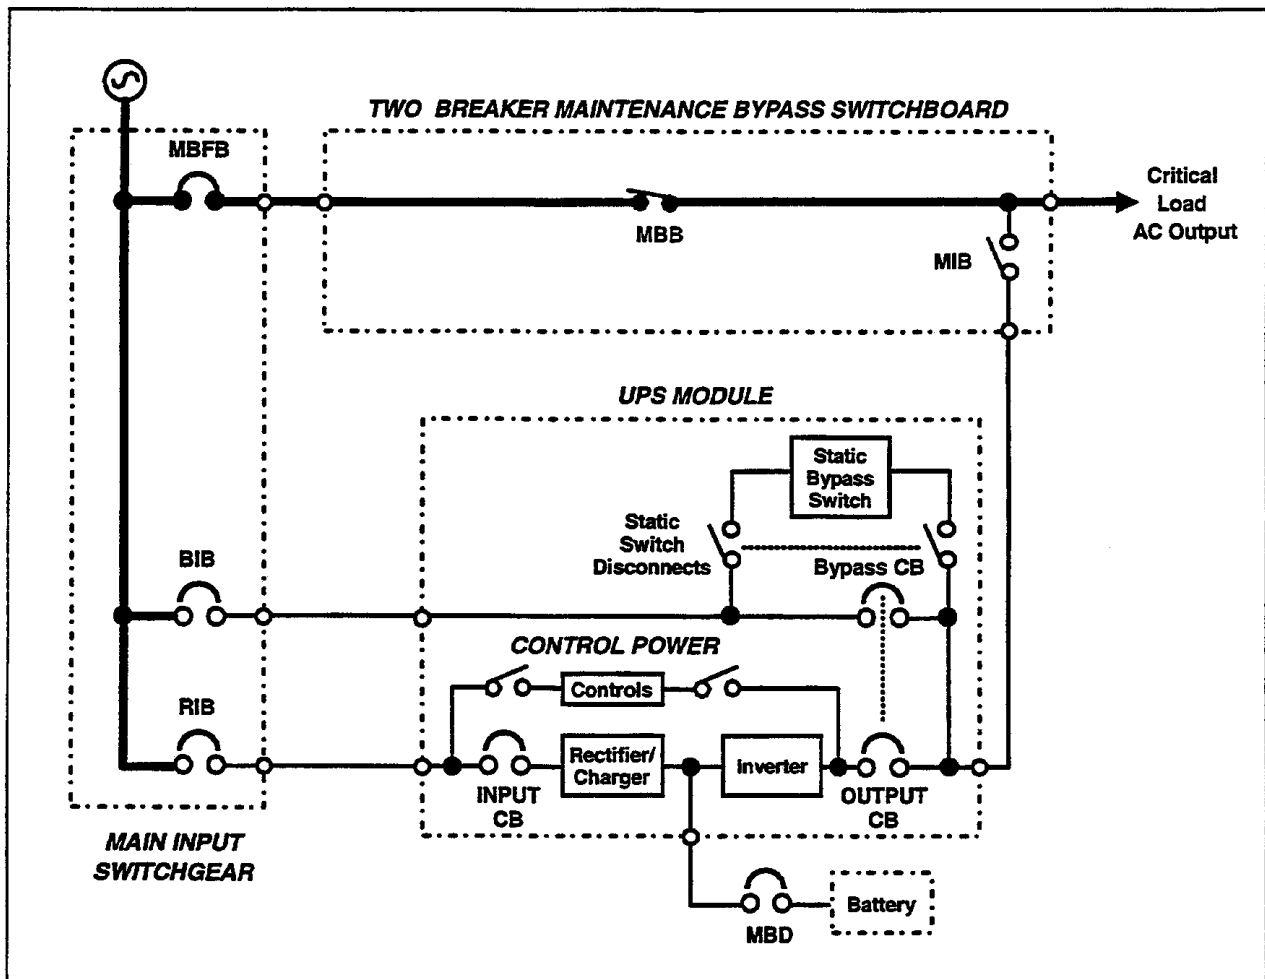 TWO BREAKER MAINTENANCE BYPASS SWITCHBOARD
MBFB
Critical
Load
AC Output
MBB
MIB
UPS MODULE
Static
Bypass
Switch
Static
Switch
Disconnects
Bypass CB
BIB
CONTROL POWER
Controls
RIB
Rectifier/
Charger
Inverter
INPUT
CB
OUTPUT
CB
MAIN INPUT
SWITCHGEAR
Battery
MBD